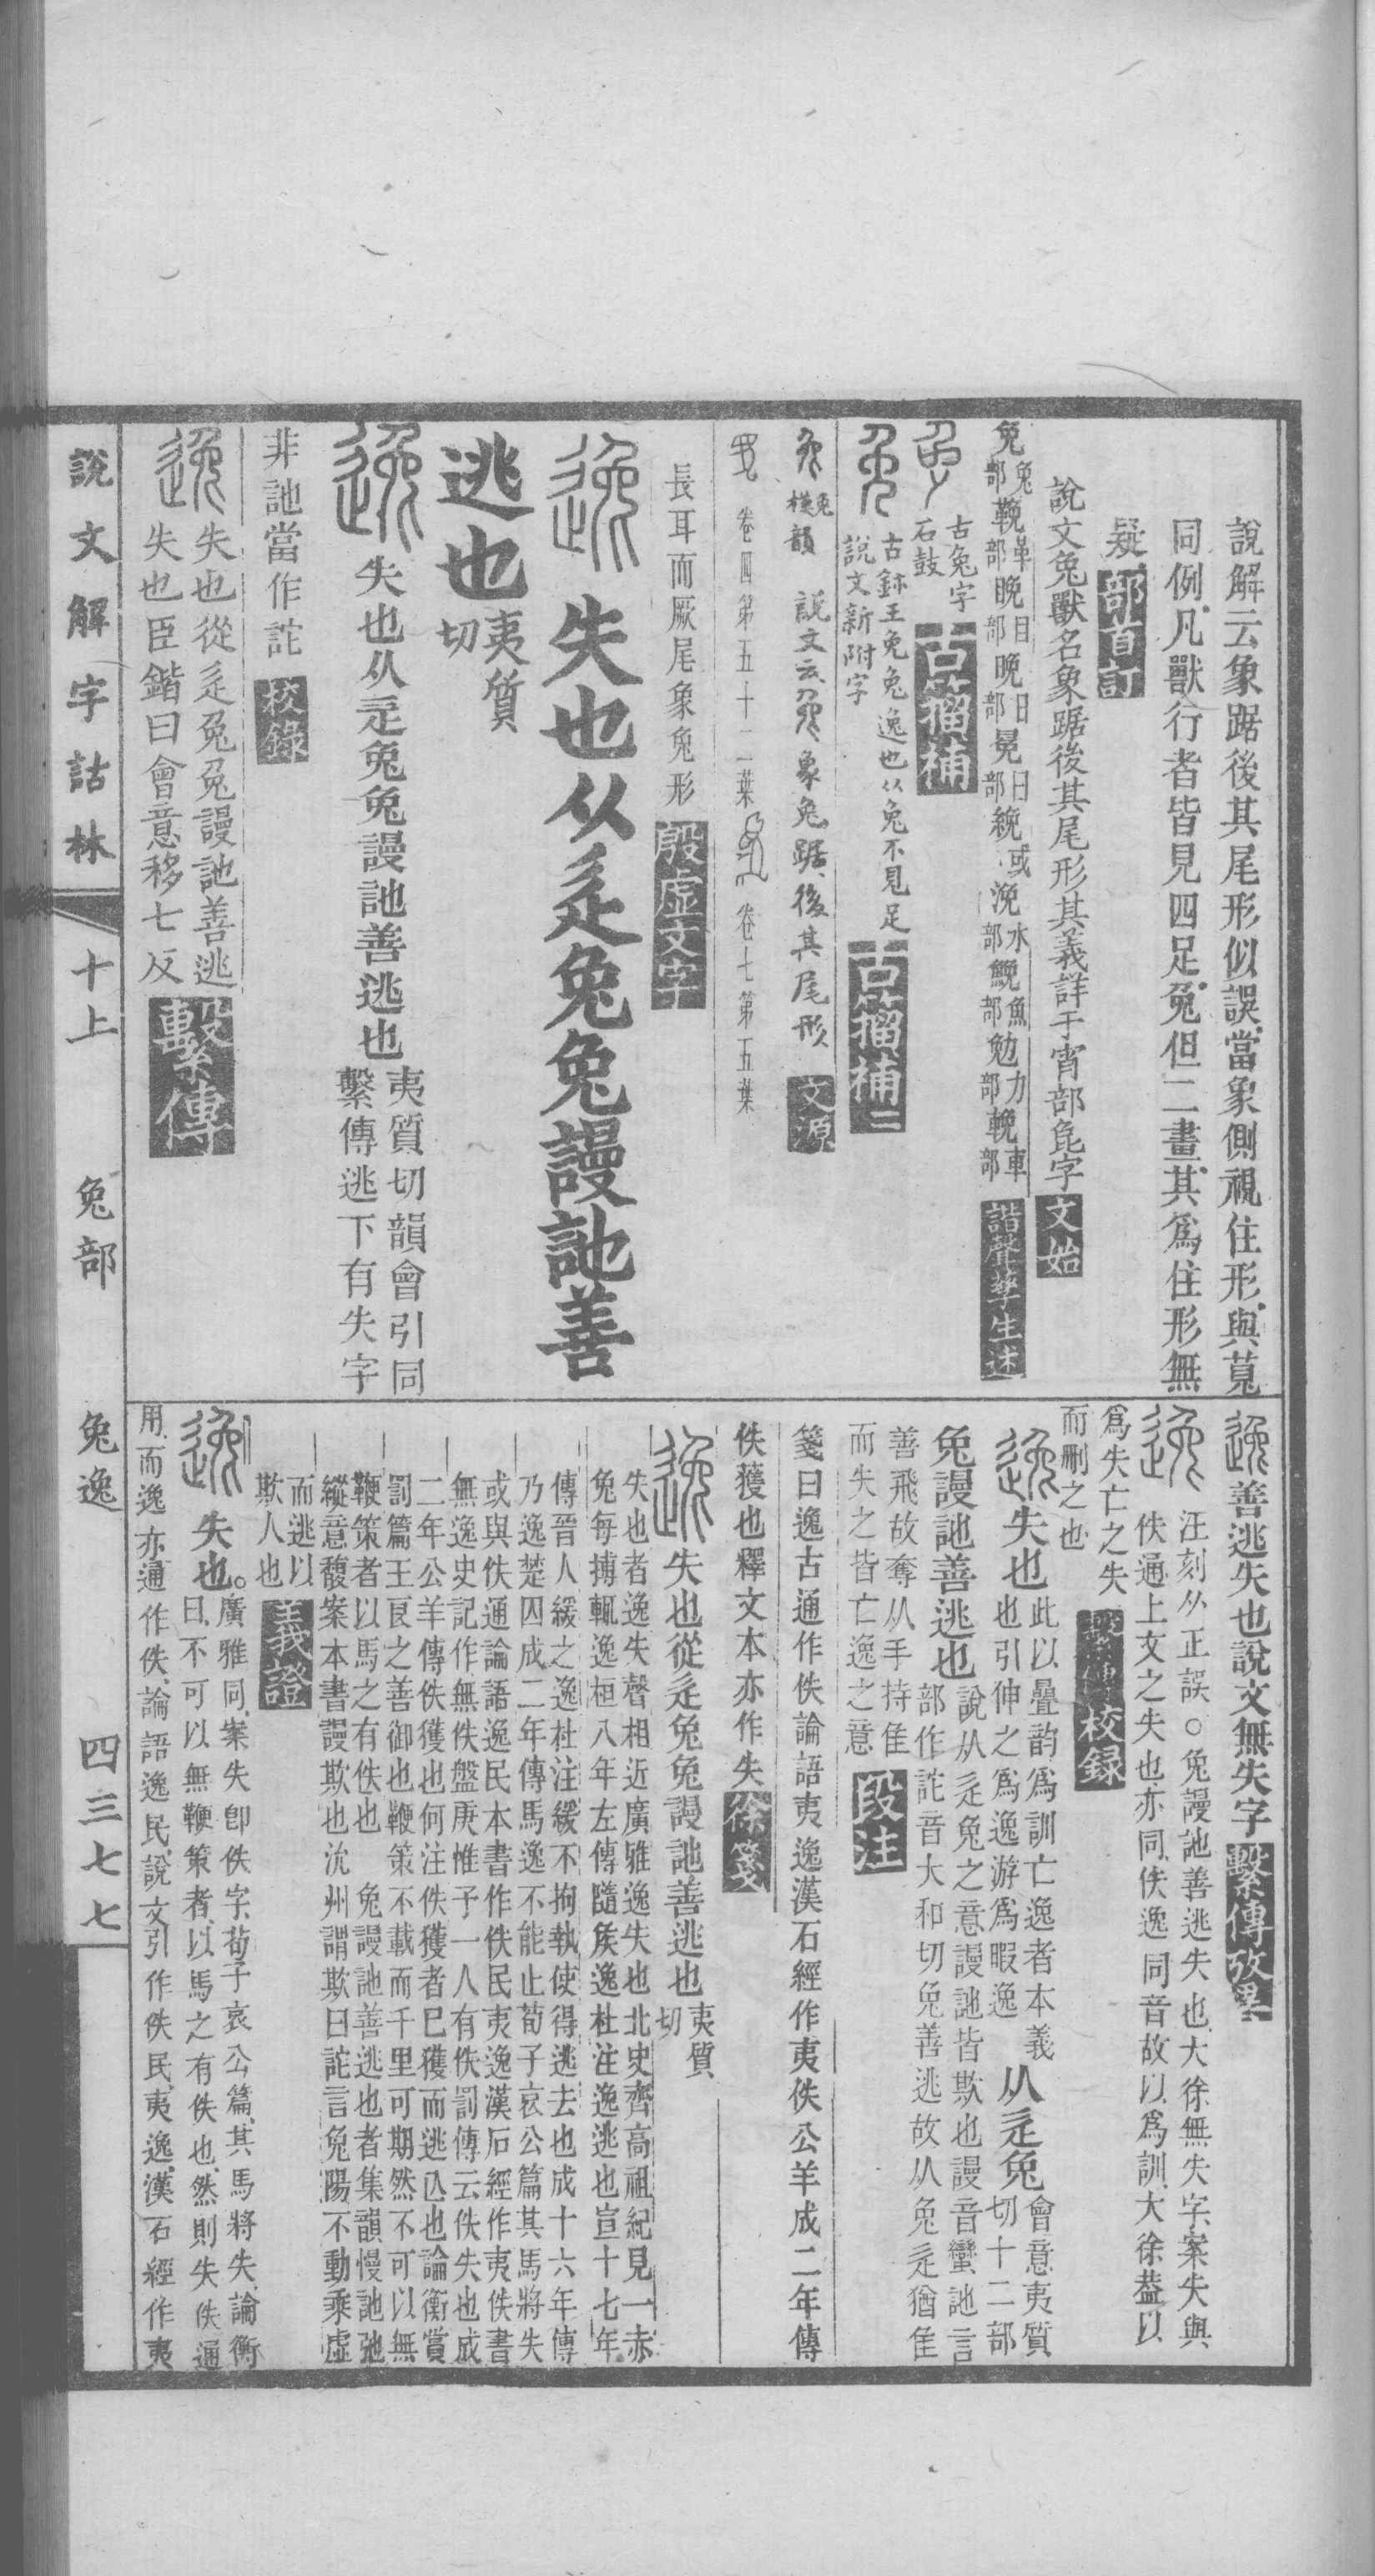 說解云象踞後其尾形似誤當象側視住形與莧
同例凡獸行者皆見四足兔但二畫其爲住形無
疑部首訂
說文兔獸名象踞後其尾形其義詳于宵部㲋字文始
免兔部鞔革部睌目部晚日部冕日部絻或浼水部鮸魚部勉力部輓車部諧聲孳生述
古兔字石鼓古籀補
古鉢王兔兔逸也从兔不見足說文新附字古籀補二
兔樣韻說文云象兔踞後其尾形文源
卷四第五十二葉 卷七第五葉
長耳而厥尾象兔形殷虛文字
逸失也从辵兔兔謾訑善
逃也夷質切
逸失也从辵兔兔謾訑善逃也夷質切韻會引同繫傳逃下有失字
非訑當作詑校錄
逸失也從辵兔兔謾訑善逃失也臣鍇曰會意移七反繫傳
逸善逃失也說文無失字繫傳攷異
逸汪刻从正誤○兔謾訑善逃失也大徐無失字案失與佚通上文之失也亦同佚逸同音故以爲訓大徐葢以
爲失亡之失而刪之也繫傳校錄
逸失也此以疊韵爲訓亡逸者本義也引伸之爲逸游爲暇逸从辵兔會意夷質切十二部
兔謾訑善逃也說从辵兔之意謾訑皆欺也謾音蠻訑言部作詑音大和切兔善逃故从兔辵猶隹
善飛故奪从手持隹而失之皆亡逸之意段注
箋曰逸古通作佚論語夷逸漢石經作夷佚公羊成二年傳
佚獲也釋文本亦作失徐箋
逸失也從辵兔兔謾訑善逃也夷質切
失也者逸失聲相近廣雅逸失也北史齊高祖紀見一赤
兔每搏輒逸桓八年左傳隨侯逸杜注逸逃也宣十七年
傳晉人緩之逸杜注緩不拘執使得逃去也成十六年傳
乃逸楚囚成二年傳馬逸不能止荀子哀公篇其馬將失
或與佚通論語逸民本書作佚民夷逸漢石經作夷佚書
無逸史記作無佚盤庚惟予一人有佚罰傳云佚失也成
二年公羊傳佚獲也何注佚獲者已獲而逃亾也論衡賞
罰篇王良之善御也鞭策不載而千里可期然不可以無
鞭策者以馬之有佚也 兔謾訑善逃也者集韻慢訑弛
縱意馥案本書謾欺也沇州謂欺曰詑言兔陽不動乘虛
而逃以欺人也義證
逸失也。廣雅同案失卽佚字荀子哀公篇其馬將失論衡曰不可以無鞭策者以馬之有佚也然則失佚通
用而逸亦通作佚論語逸民說文引作佚民夷逸漢石經作夷
說文解字詁林 十上 兔部 兔逸 四三七七